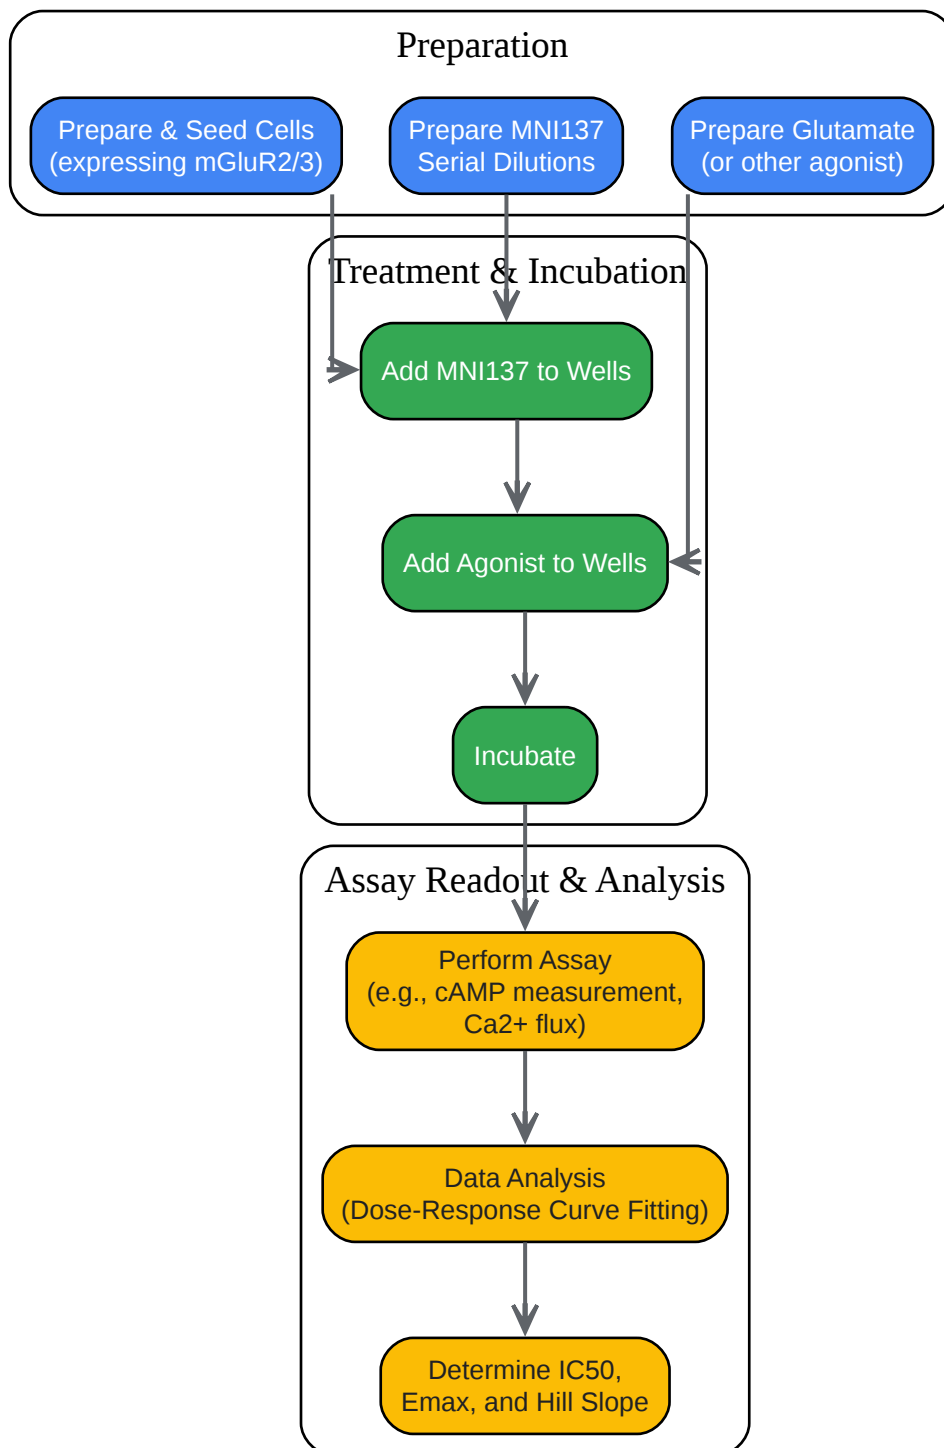 Preparation
Prepare & Seed Cells
(expressing mGluR2/3)
Prepare MNI137
Serial Dilutions
Prepare Glutamate
(or other agonist)
Treatment & Incubation
Add MNI137 to Wells
Add Agonist to Wells
Incubate
Assay Readout & Analysis
Perform Assay
(e.g., cAMP measurement,
Ca2+ flux)
Data Analysis
(Dose-Response Curve Fitting)
Determine IC50,
Emax, and Hill Slope